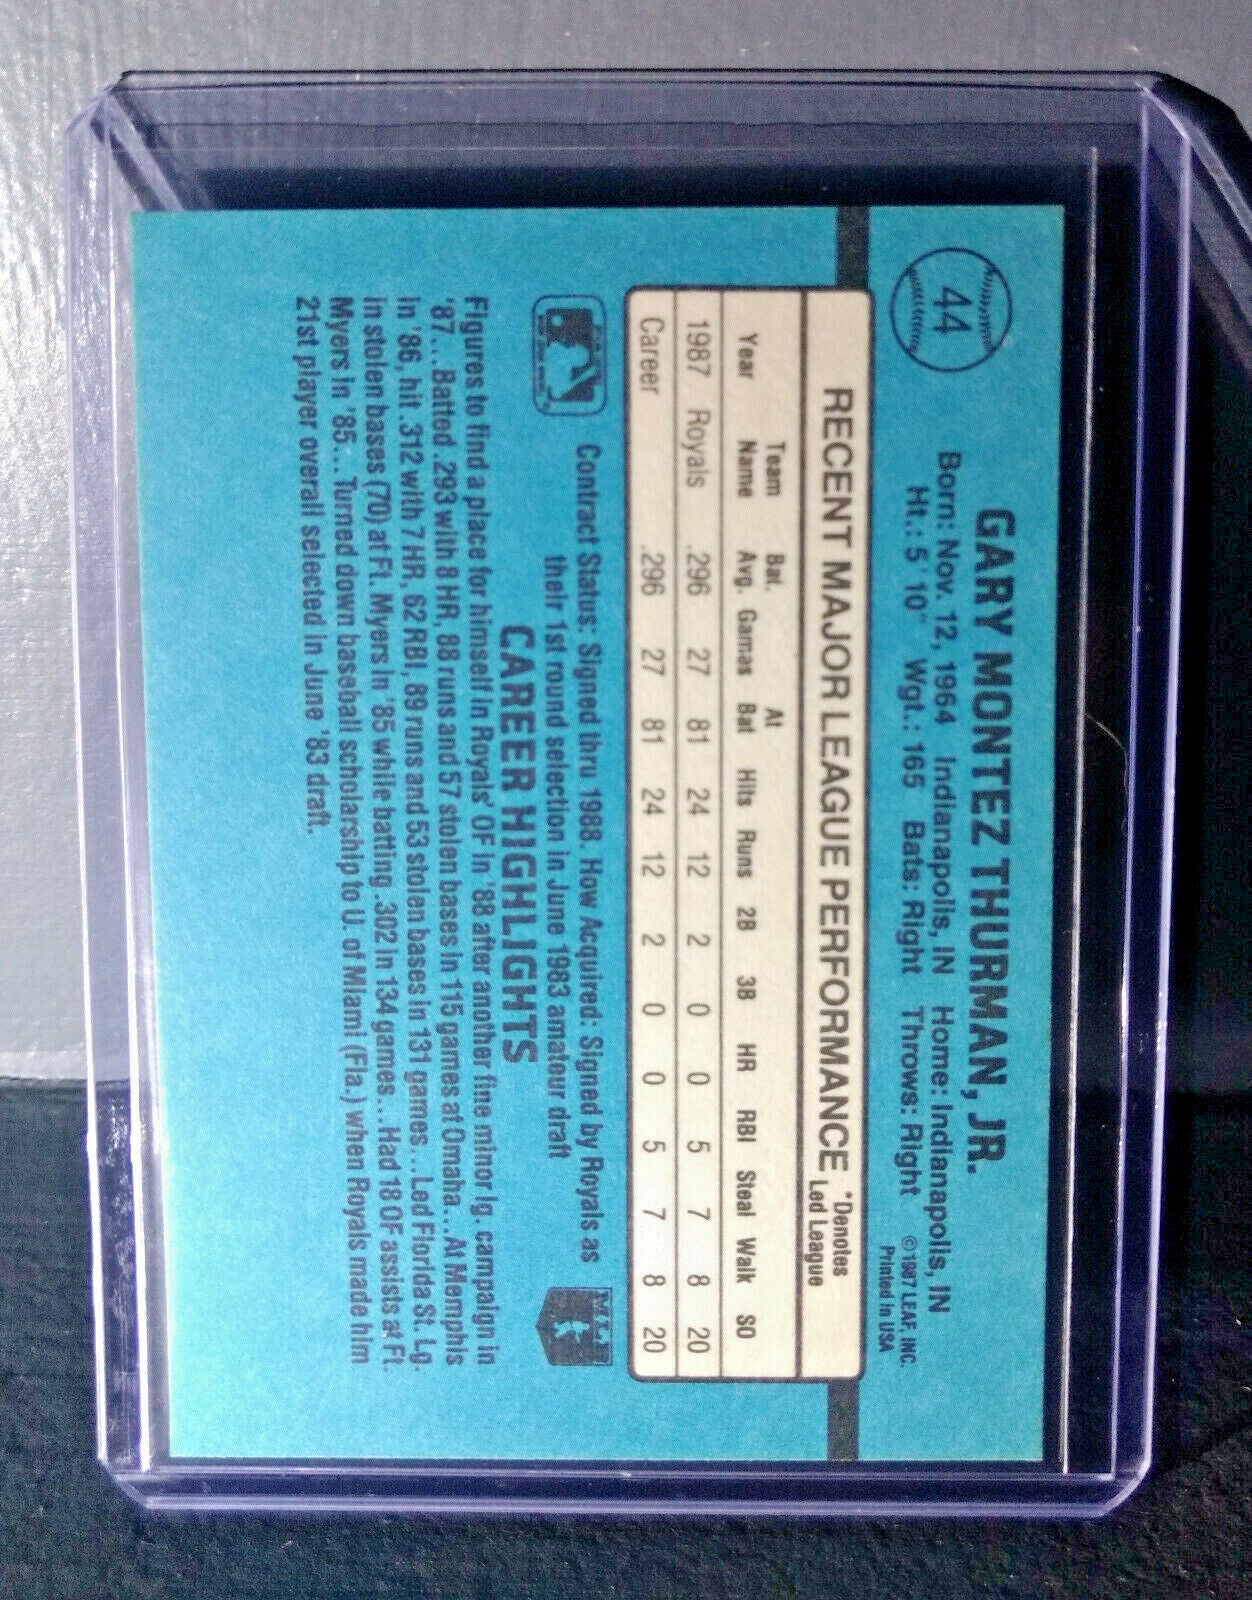 44
GARY MONTEZ THURMAN, JR.
Born: Nov. 12, 1964 Indianapolis, IN Home: Indianapolis, IN
Ht.: 5' 10" Wgt.: 165 Bats: Right Throws: Right
©1987 LEAF, INC.
Printed in USA
RECENT MAJOR LEAGUE PERFORMANCE
*Denotes
Led League
Year Team Name Bat. Avg. Games At Bat Hits Runs 2B 3B HR RBI Steal Walk SO
1987 Royals .296 27 81 24 12 2 0 0 5 7 8 20
Career .296 27 81 24 12 2 0 0 5 7 8 20
Contract Status: Signed thru 1988. How Acquired: Signed by Royals as
their 1st round selection in June 1983 amatour draft
MLB
CAREER HIGHLIGHTS
Figures to find a place for himself in Royals' OF in '88 after another fine minor lg. campaign in
'87...Batted .293 with 8 HR, 88 runs and 57 stolen bases in 115 games at Omaha...At Memphis
in '86, hit .312 with 7 HR, 62 RBI, 89 runs and 53 stolen bases in 131 games...Led Florida St. Lg.
in stolen bases (70) at Ft. Myers in '85 while batting .302 in 134 games...Had 18 OF assists at Ft.
Myers in '85... Turned down baseball scholarship to U. of Miami (Fla.) when Royals made him
21st player overall selected in June '83 draft.